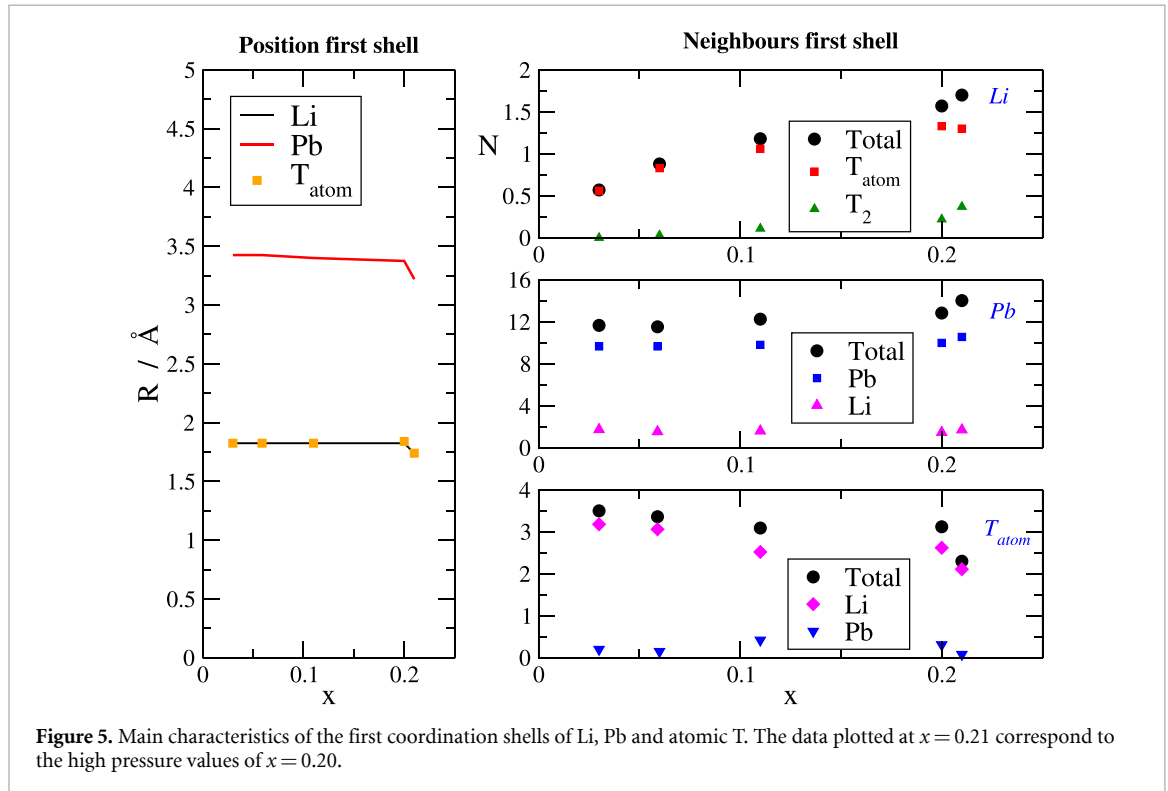 Position first shell
5
4.5
4
3.5
3
2.5
2
1.5
1
0.5
0
R / Å
Li
Pb
T_atom
0 0.1 0.2
x
Neighbours first shell
N
2
1.5
1
0.5
0
Li
Total
T_atom
T_2
0 0.1 0.2
16
12
8
4
0
Pb
Total
Pb
Li
0 0.1 0.2
4
3
2
1
0
T_atom
Total
Li
Pb
0 0.1 0.2
x
Figure 5. Main characteristics of the first coordination shells of Li, Pb and atomic T. The data plotted at x = 0.21 correspond to
the high pressure values of x = 0.20.